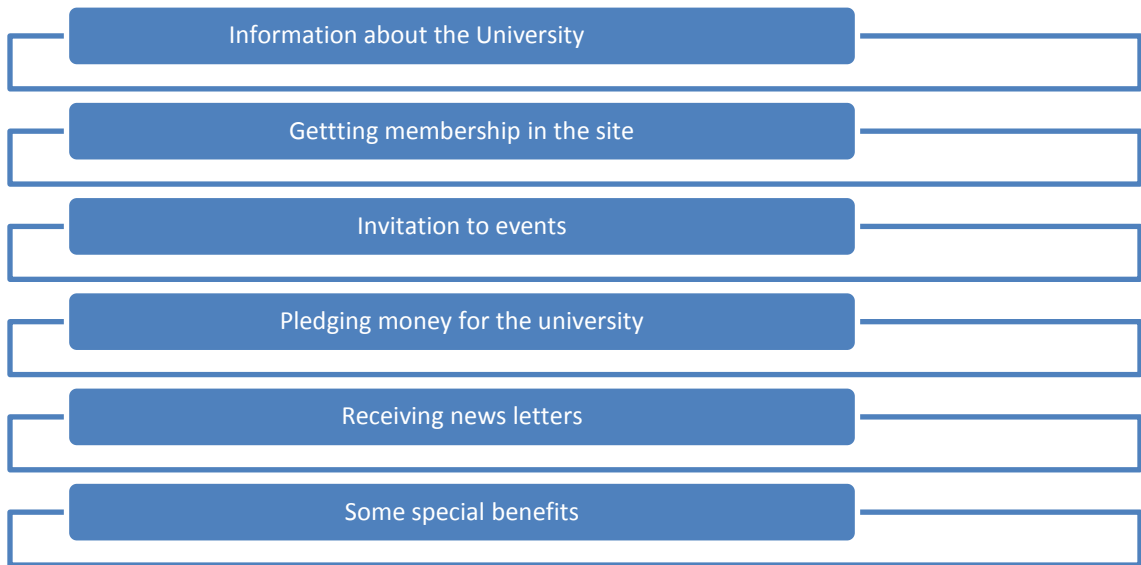 Information about the University
Gettting membership in the site
Invitation to events
Pledging money for the university
Receiving news letters
Some special benefits